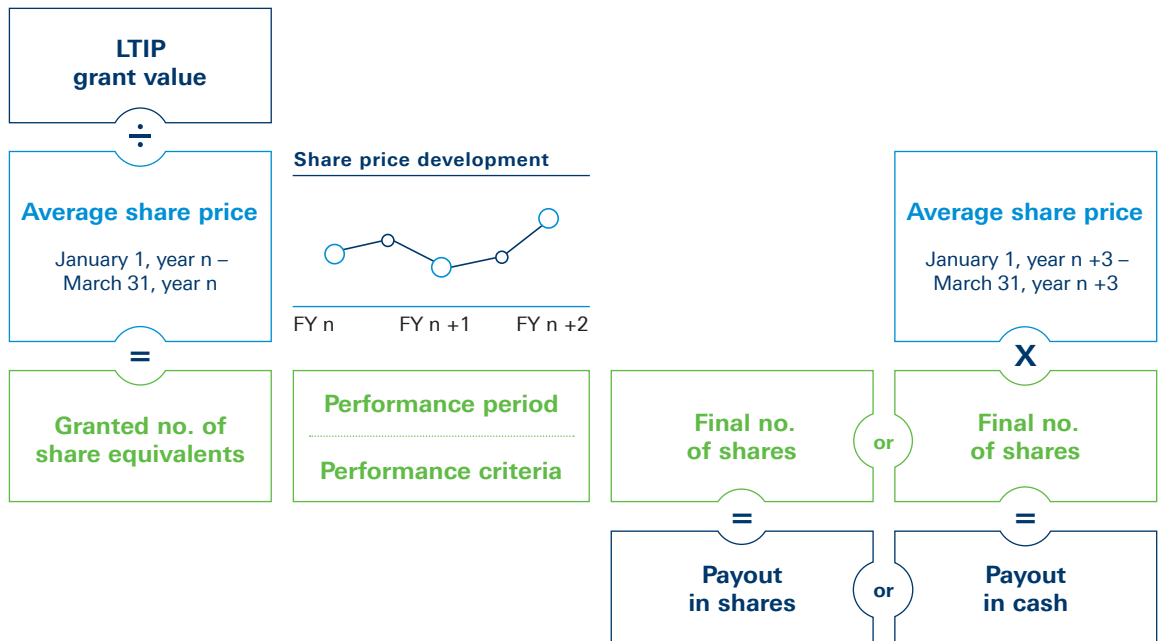 LTIP
grant value
÷
Average share price
January 1, year n –
March 31, year n
=
Granted no. of
share equivalents
Share price development
FY n
FY n +1
FY n +2
Performance period
Performance criteria
Average share price
January 1, year n +3 –
March 31, year n +3
X
Final no.
of shares
or
Final no.
of shares
=
=
Payout
in shares
or
Payout
in cash